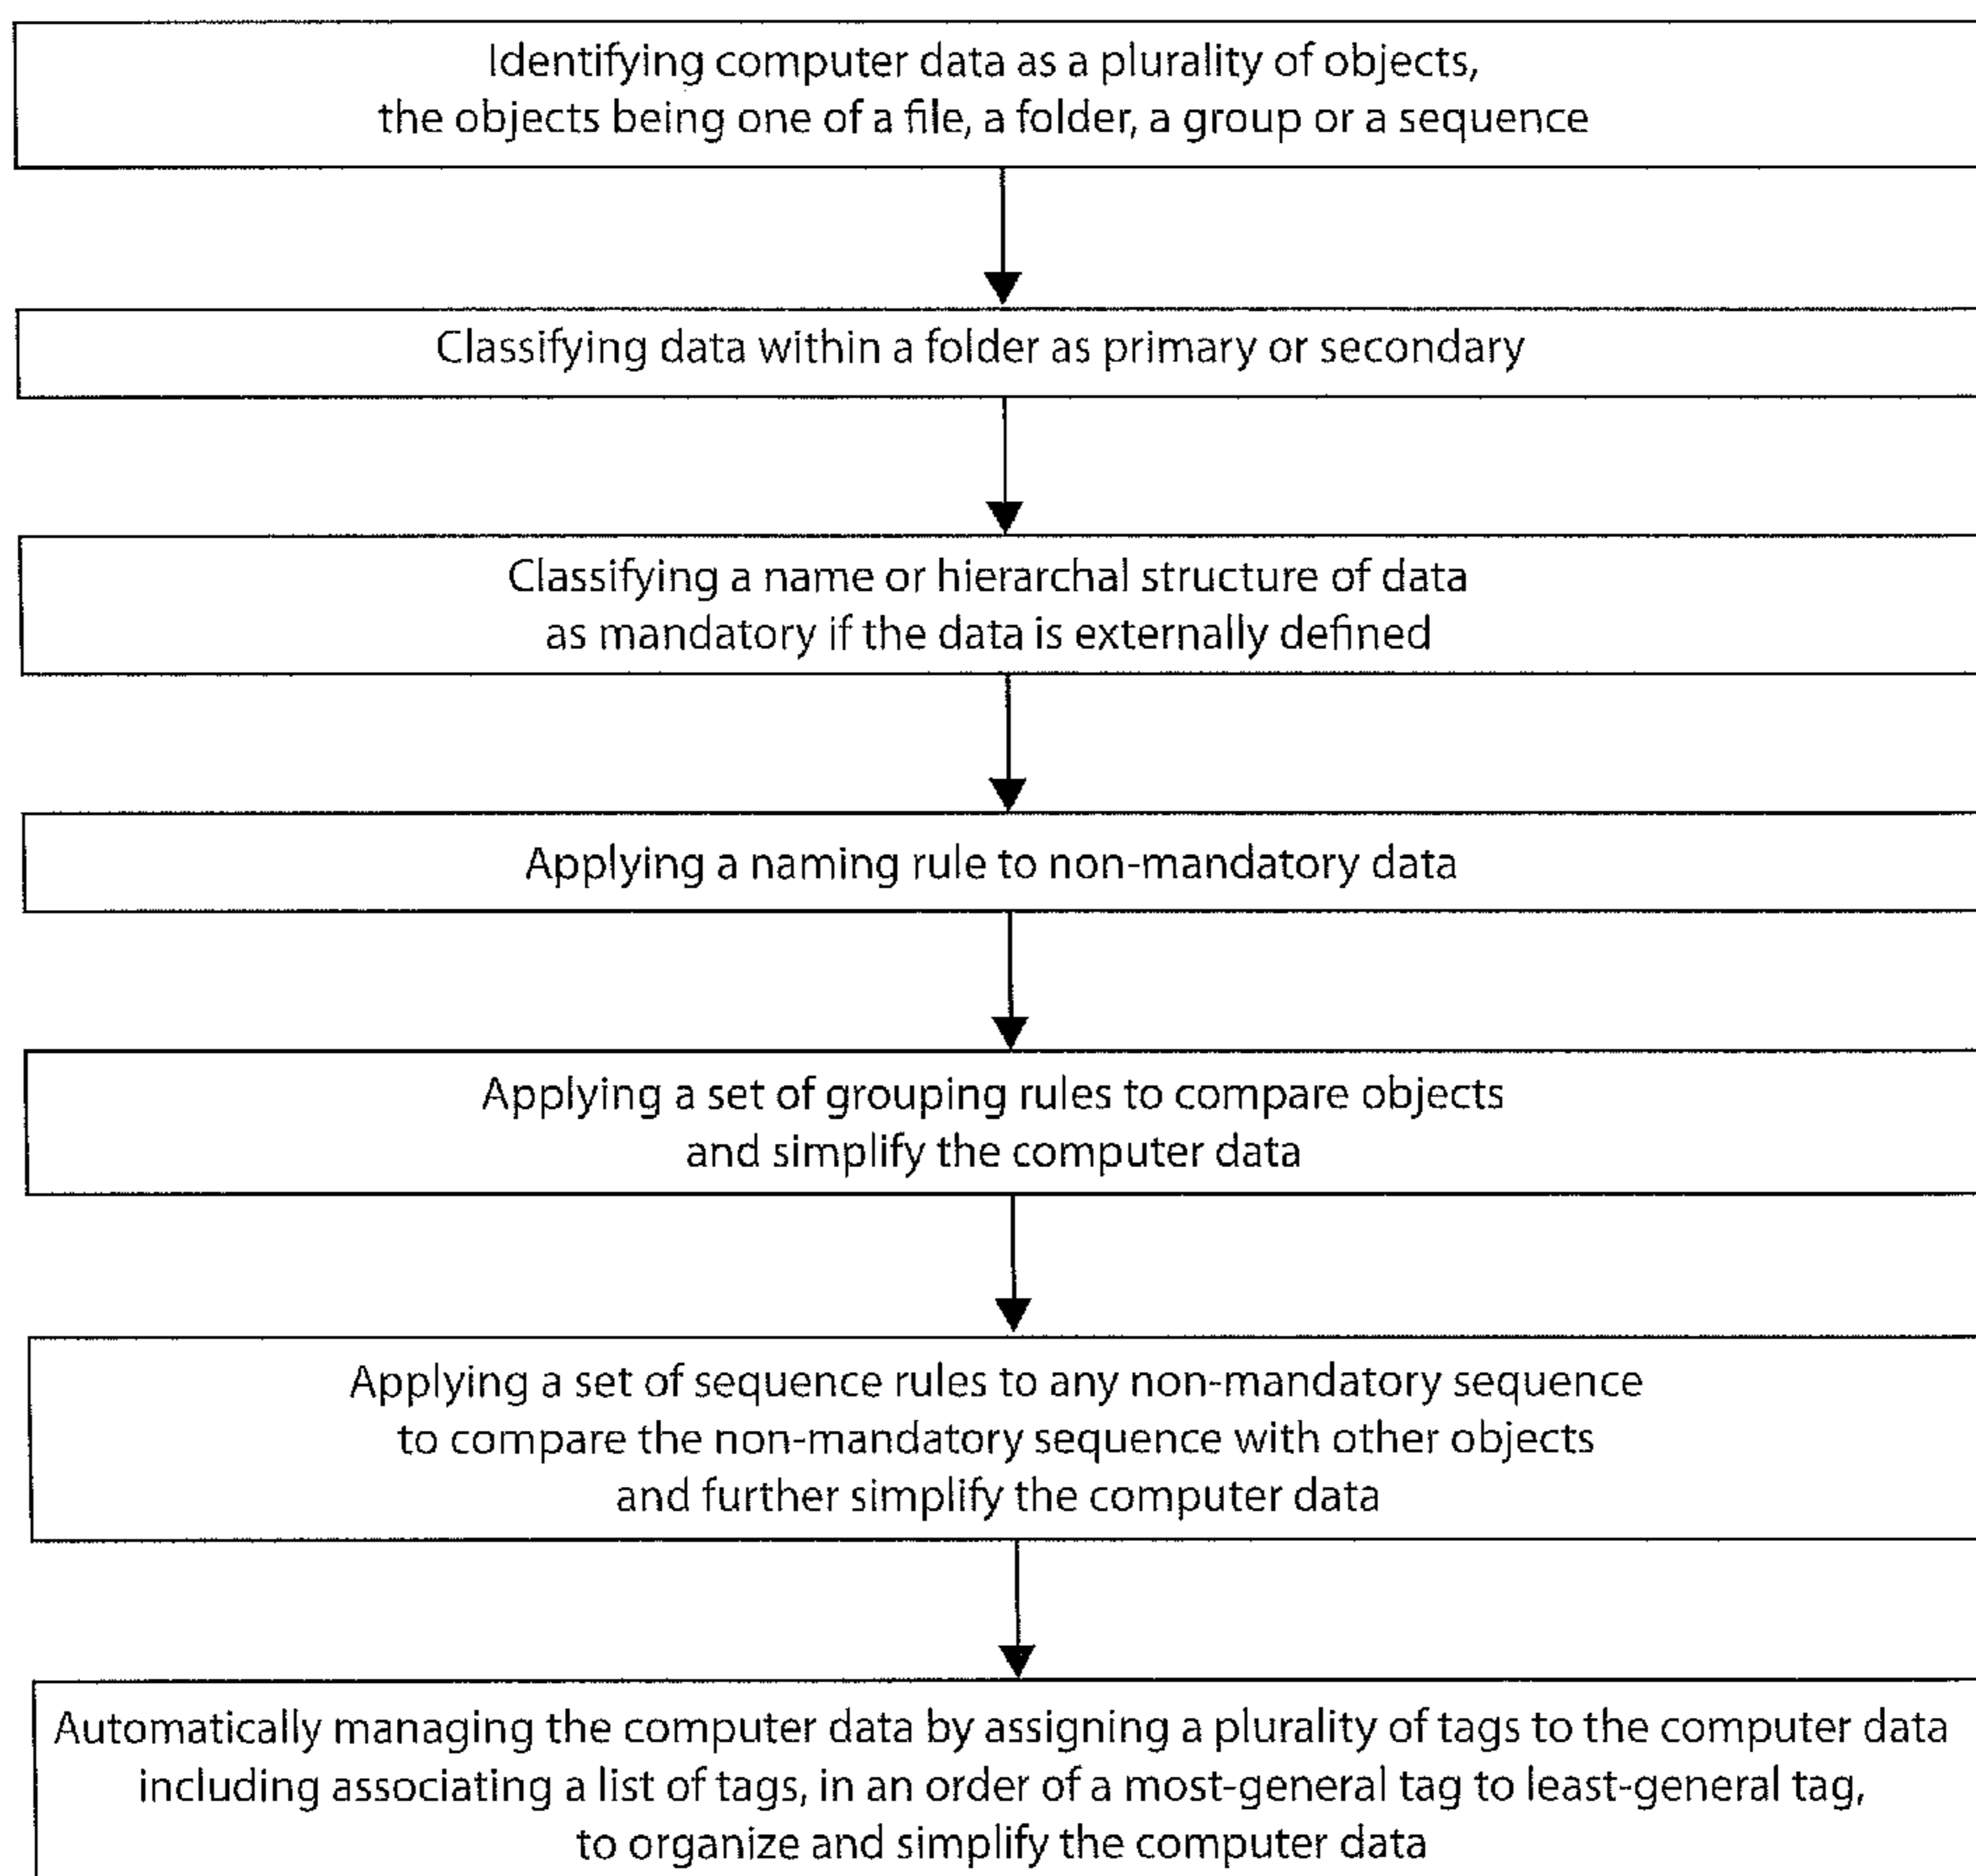 Identifying computer data as a plurality of objects,
the objects being one of a file, a folder, a group or a sequence
Classifying data within a folder as primary or secondary
Classifying a name or hierarchal structure of data
as mandatory if the data is externally defined
Applying a naming rule to non-mandatory data
Applying a set of grouping rules to compare objects
and simplify the computer data
Applying a set of sequence rules to any non-mandatory sequence
to compare the non-mandatory sequence with other objects
and further simplify the computer data
Automatically managing the computer data by assigning a plurality of tags to the computer data
including associating a list of tags, in an order of a most-general tag to least-general tag,
to organize and simplify the computer data